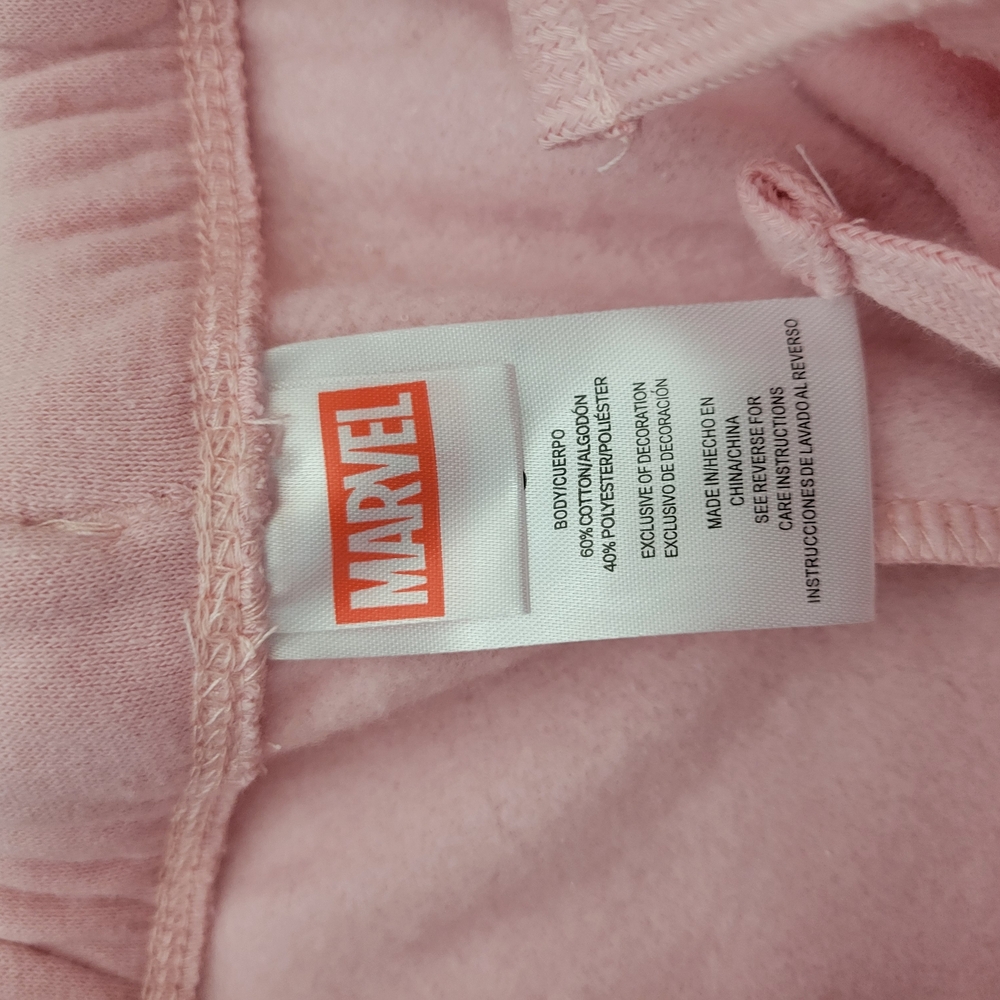 MARVEL
BODY/CUERPO
60% COTTON/ALGODÓN
40% POLYESTER/POLIÉSTER
EXCLUSIVE OF DECORATION
EXCLUSIVO DE DECORACIÓN
MADE IN/HECHO EN
CHINA/CHINA
SEE REVERSE FOR
CARE INSTRUCTIONS
INSTRUCCIONES DE LAVADO AL REVERSO